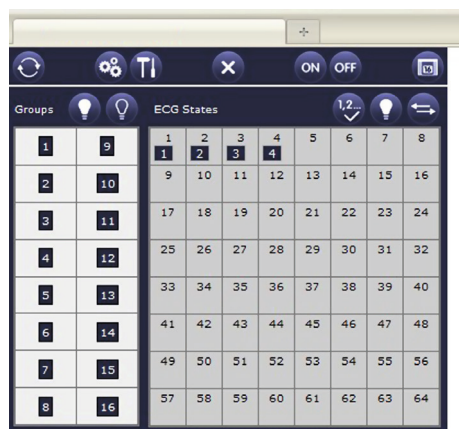 ON OFF 15
Groups ECG States 1,2...
1 9
2 10
3 11
4 12
5 13
6 14
7 15
8 16
1 2 3 4 5 6 7 8
1 2 3 4
9 10 11 12 13 14 15 16
17 18 19 20 21 22 23 24
25 26 27 28 29 30 31 32
33 34 35 36 37 38 39 40
41 42 43 44 45 46 47 48
49 50 51 52 53 54 55 56
57 58 59 60 61 62 63 64